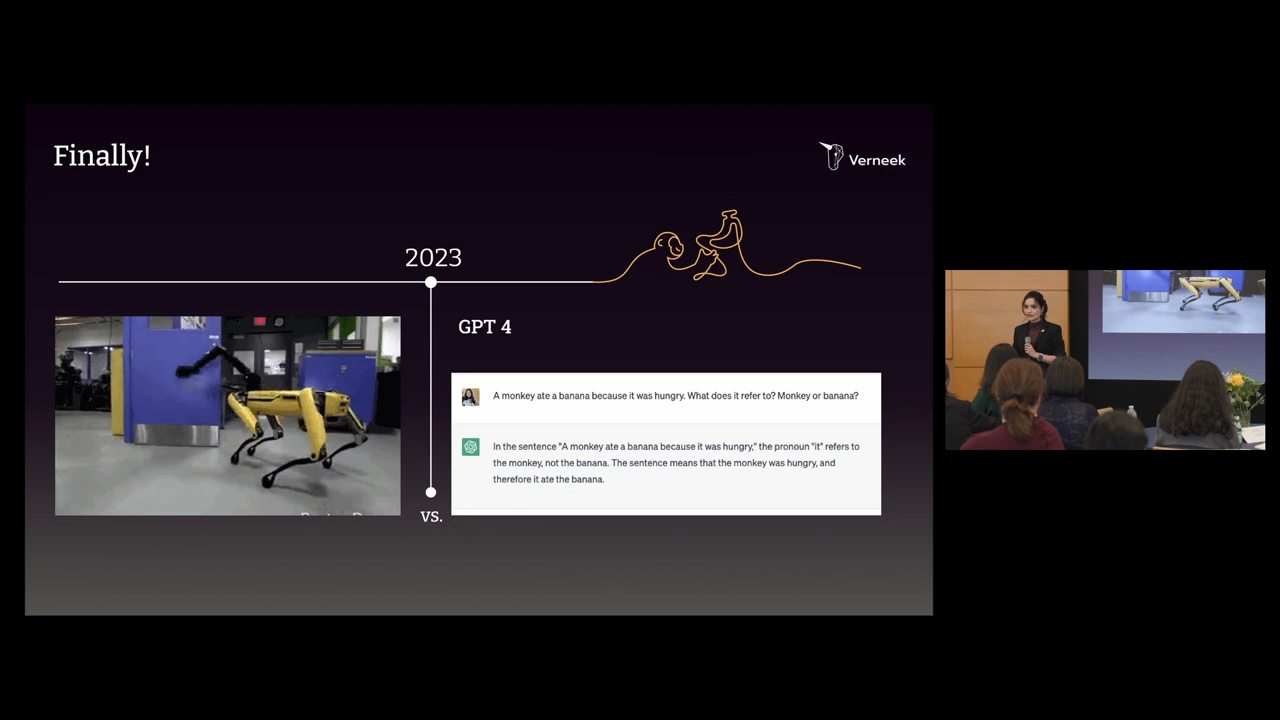 Finally!
Verneek
2023
GPT 4
A monkey ate a banana because it was hungry. What does it refer to? Monkey or banana?
In the sentence "A monkey ate a banana because it was hungry," the pronoun "it" refers to
the monkey, not the banana. The sentence means that the monkey was hungry, and
therefore it ate the banana.
vs.